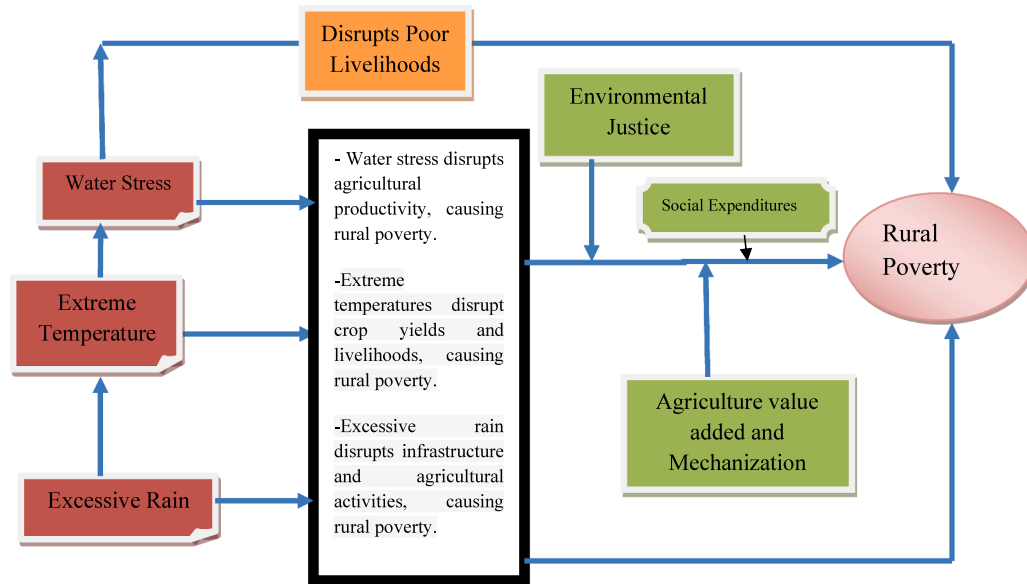 Disrupts Poor
Livelihoods
Environmental
Justice
Water Stress
- Water stress disrupts
agricultural
productivity, causing
rural poverty.
Social Expenditures
Rural
Poverty
Extreme
Temperature
-Extreme
temperatures disrupt
crop yields and
livelihoods, causing
rural poverty.
Agriculture value
added and
Mechanization
-Excessive rain
disrupts infrastructure
and agricultural
activities, causing
rural poverty.
Excessive Rain